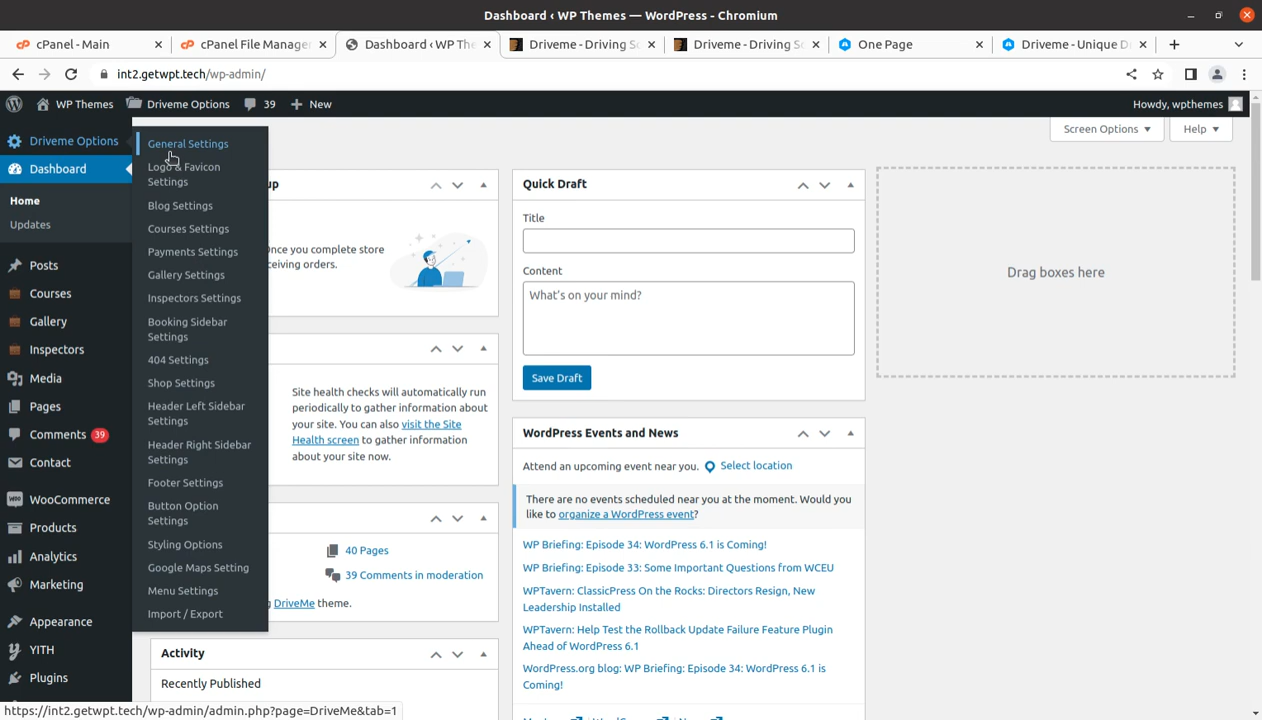 Dashboard ‹ WP Themes — WordPress - Chromium
cPanel - Main
cPanel File Manager
Dashboard ‹ WP The
Driveme - Driving Sc
Driveme - Driving Sc
One Page
Driveme - Unique D
int2.getwpt.tech/wp-admin/
WP Themes
Driveme Options
39
New
Howdy, wpthemes
Driveme Options
Dashboard
Home
Updates
Posts
Courses
Gallery
Inspectors
Media
Pages
Comments 39
Contact
WooCommerce
Products
Analytics
Marketing
Appearance
YITH
Plugins
General Settings
Logo & Favicon
Settings
Blog Settings
Courses Settings
Payments Settings
Gallery Settings
Inspectors Settings
Booking Sidebar
Settings
404 Settings
Shop Settings
Header Left Sidebar
Settings
Header Right Sidebar
Settings
Footer Settings
Button Option
Settings
Styling Options
Google Maps Setting
Menu Settings
Import / Export
Screen Options
Help
up
Once you complete store
ceiving orders.
Site health checks will automatically run
periodically to gather information about
your site. You can also visit the Site
Health screen to gather information
about your site now.
40 Pages
39 Comments in moderation
DriveMe theme.
Activity
Recently Published
Quick Draft
Title
Content
What's on your mind?
Save Draft
WordPress Events and News
Attend an upcoming event near you. Select location
There are no events scheduled near you at the moment. Would you
like to organize a WordPress event?
WP Briefing: Episode 34: WordPress 6.1 is Coming!
WP Briefing: Episode 33: Some Important Questions from WCEU
WPTavern: ClassicPress On the Rocks: Directors Resign, New
Leadership Installed
WPTavern: Help Test the Rollback Update Failure Feature Plugin
Ahead of WordPress 6.1
WordPress.org blog: WP Briefing: Episode 34: WordPress 6.1 is
Coming!
Drag boxes here
https://int2.getwpt.tech/wp-admin/admin.php?page=DriveMe&tab=1